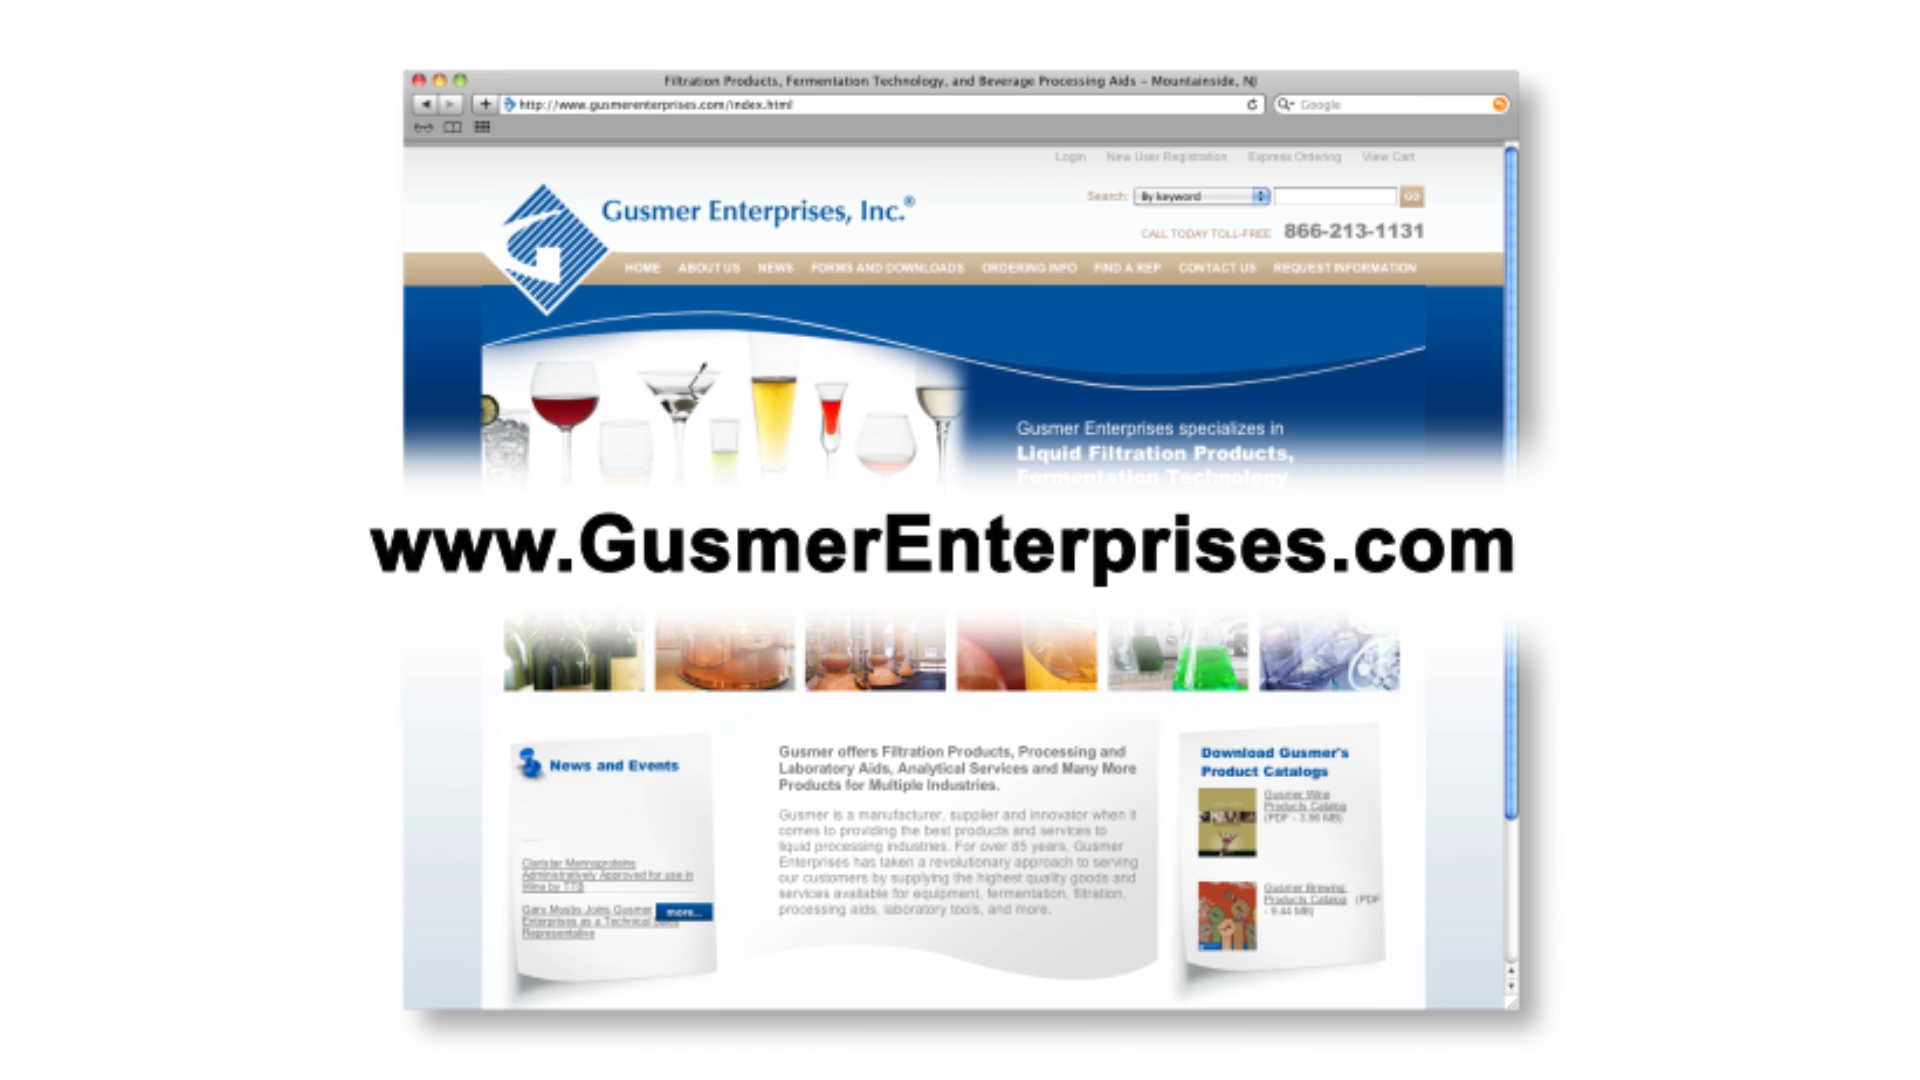 Filtration Products, Fermentation Technology, and Beverage Processing Aids – Mountainside, NJ
http://www.gusmerenterprises.com/index.html
Google
Login New User Registration Express Ordering View Cart
Gusmer Enterprises, Inc.®
Search: By keyword GO
CALL TODAY TOLL-FREE 866-213-1131
HOME ABOUT US NEWS FORMS AND DOWNLOADS ORDERING INFO FIND A REP CONTACT US REQUEST INFORMATION
Gusmer Enterprises specializes in
Liquid Filtration Products,
Fermentation Technology
www.GusmerEnterprises.com
News and Events
Claristar Mannoproteins
Administratively Approved for use in
Wine by TTB
Gary Mosby Joins Gusmer
Enterprises as a Technical Sales
Representative
more...
Gusmer offers Filtration Products, Processing and
Laboratory Aids, Analytical Services and Many More
Products for Multiple Industries.
Gusmer is a manufacturer, supplier and innovator when it
comes to providing the best products and services to
liquid processing industries. For over 85 years, Gusmer
Enterprises has taken a revolutionary approach to serving
our customers by supplying the highest quality goods and
services available for equipment, fermentation, filtration,
processing aids, laboratory tools, and more.
Download Gusmer's
Product Catalogs
Gusmer Wine
Products Catalog
(PDF - 3.96 MB)
Gusmer Brewing
Products Catalog (PDF
- 9.44 MB)